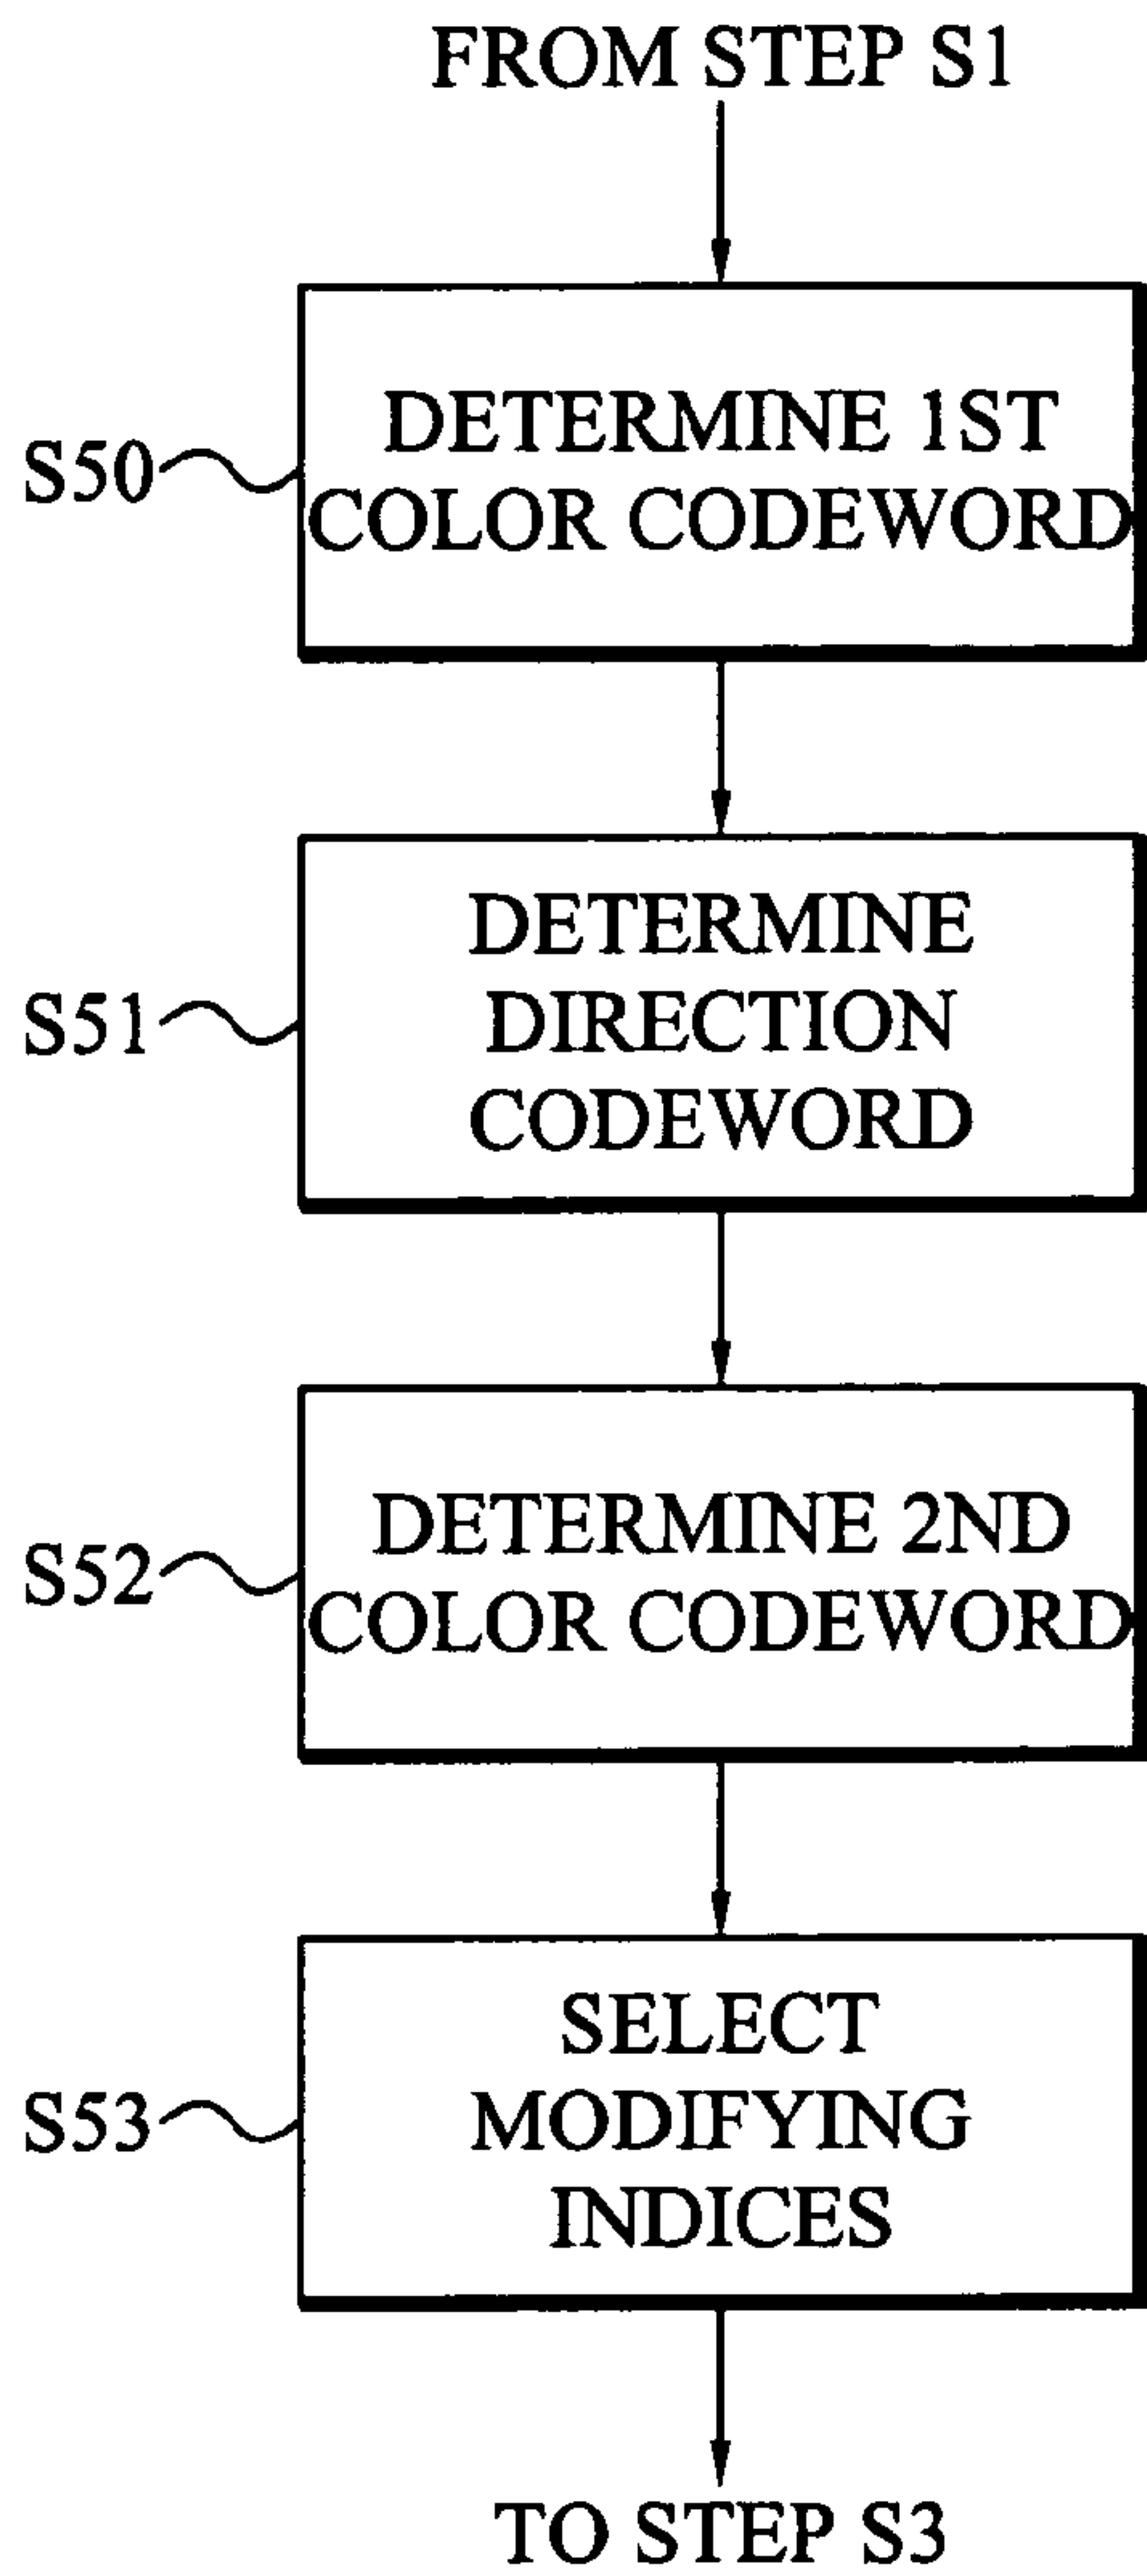 FROM STEP S1
S50
DETERMINE 1ST
COLOR CODEWORD
S51
DETERMINE
DIRECTION
CODEWORD
S52
DETERMINE 2ND
COLOR CODEWORD
S53
SELECT
MODIFYING
INDICES
TO STEP S3